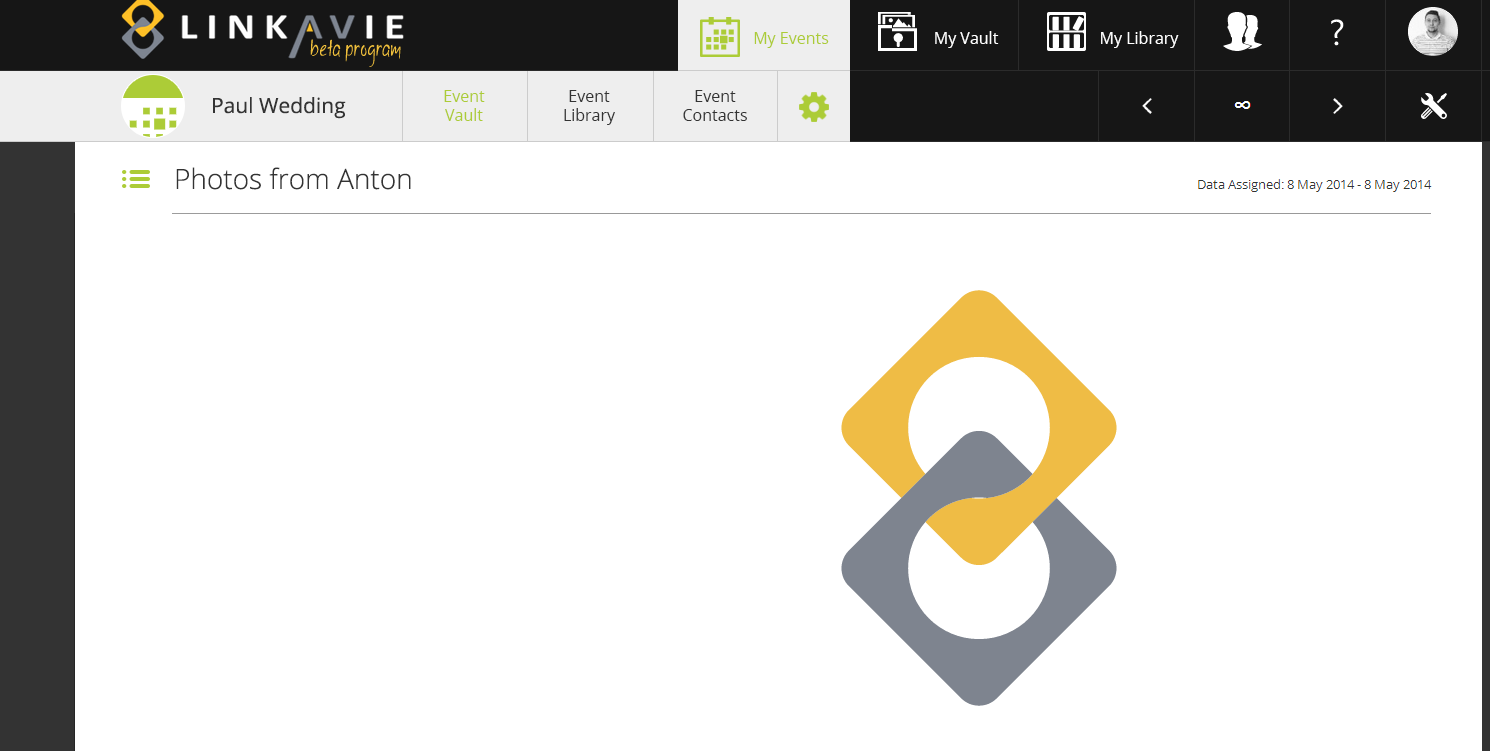 LINKAVIE
beta program
My Events
My Vault
My Library
?
Paul Wedding
Event
Vault
Event
Library
Event
Contacts
∞
Photos from Anton
Data Assigned: 8 May 2014 - 8 May 2014